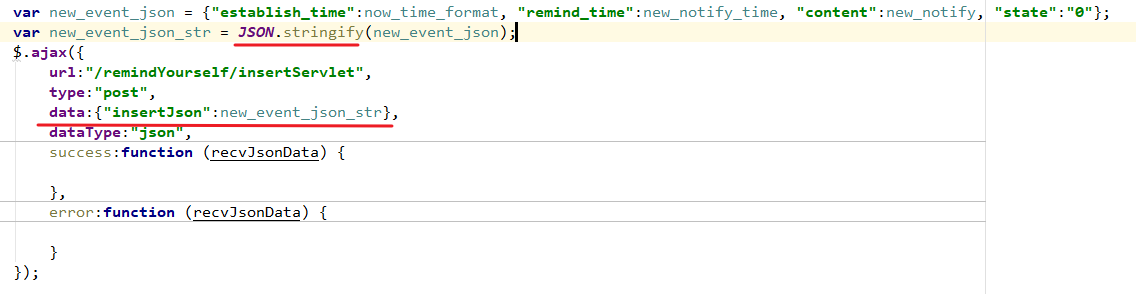 var new_event_json = {"establish_time":now_time_format, "remind_time":new_notify_time, "content":new_notify, "state":"0"};
var new_event_json_str = JSON.stringify(new_event_json);
$.ajax({
    url:"/remindYourself/insertServlet",
    type:"post",
    data:{"insertJson":new_event_json_str},
    dataType:"json",
    success:function (recvJsonData) {
    },
    error:function (recvJsonData) {
    }
});